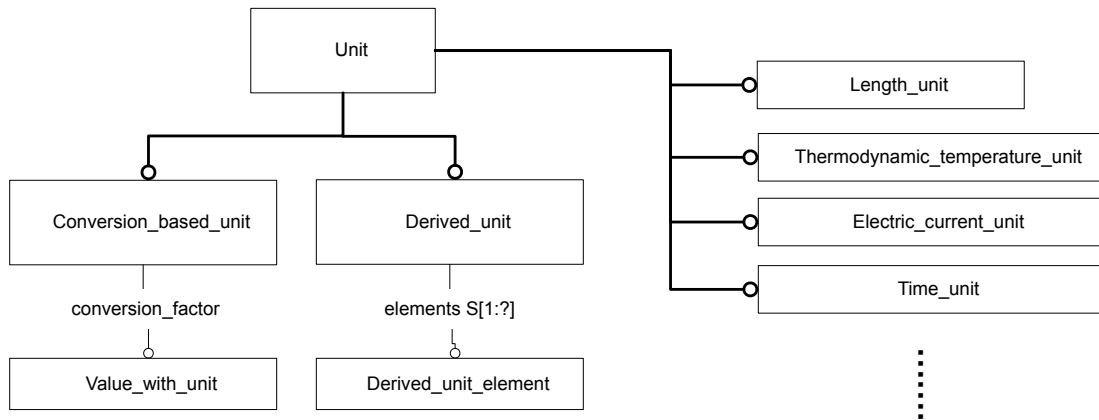 Unit
Length_unit
Thermodynamic_temperature_unit
Conversion_based_unit
Derived_unit
Electric_current_unit
Time_unit
conversion_factor
elements S[1:?]
Value_with_unit
Derived_unit_element